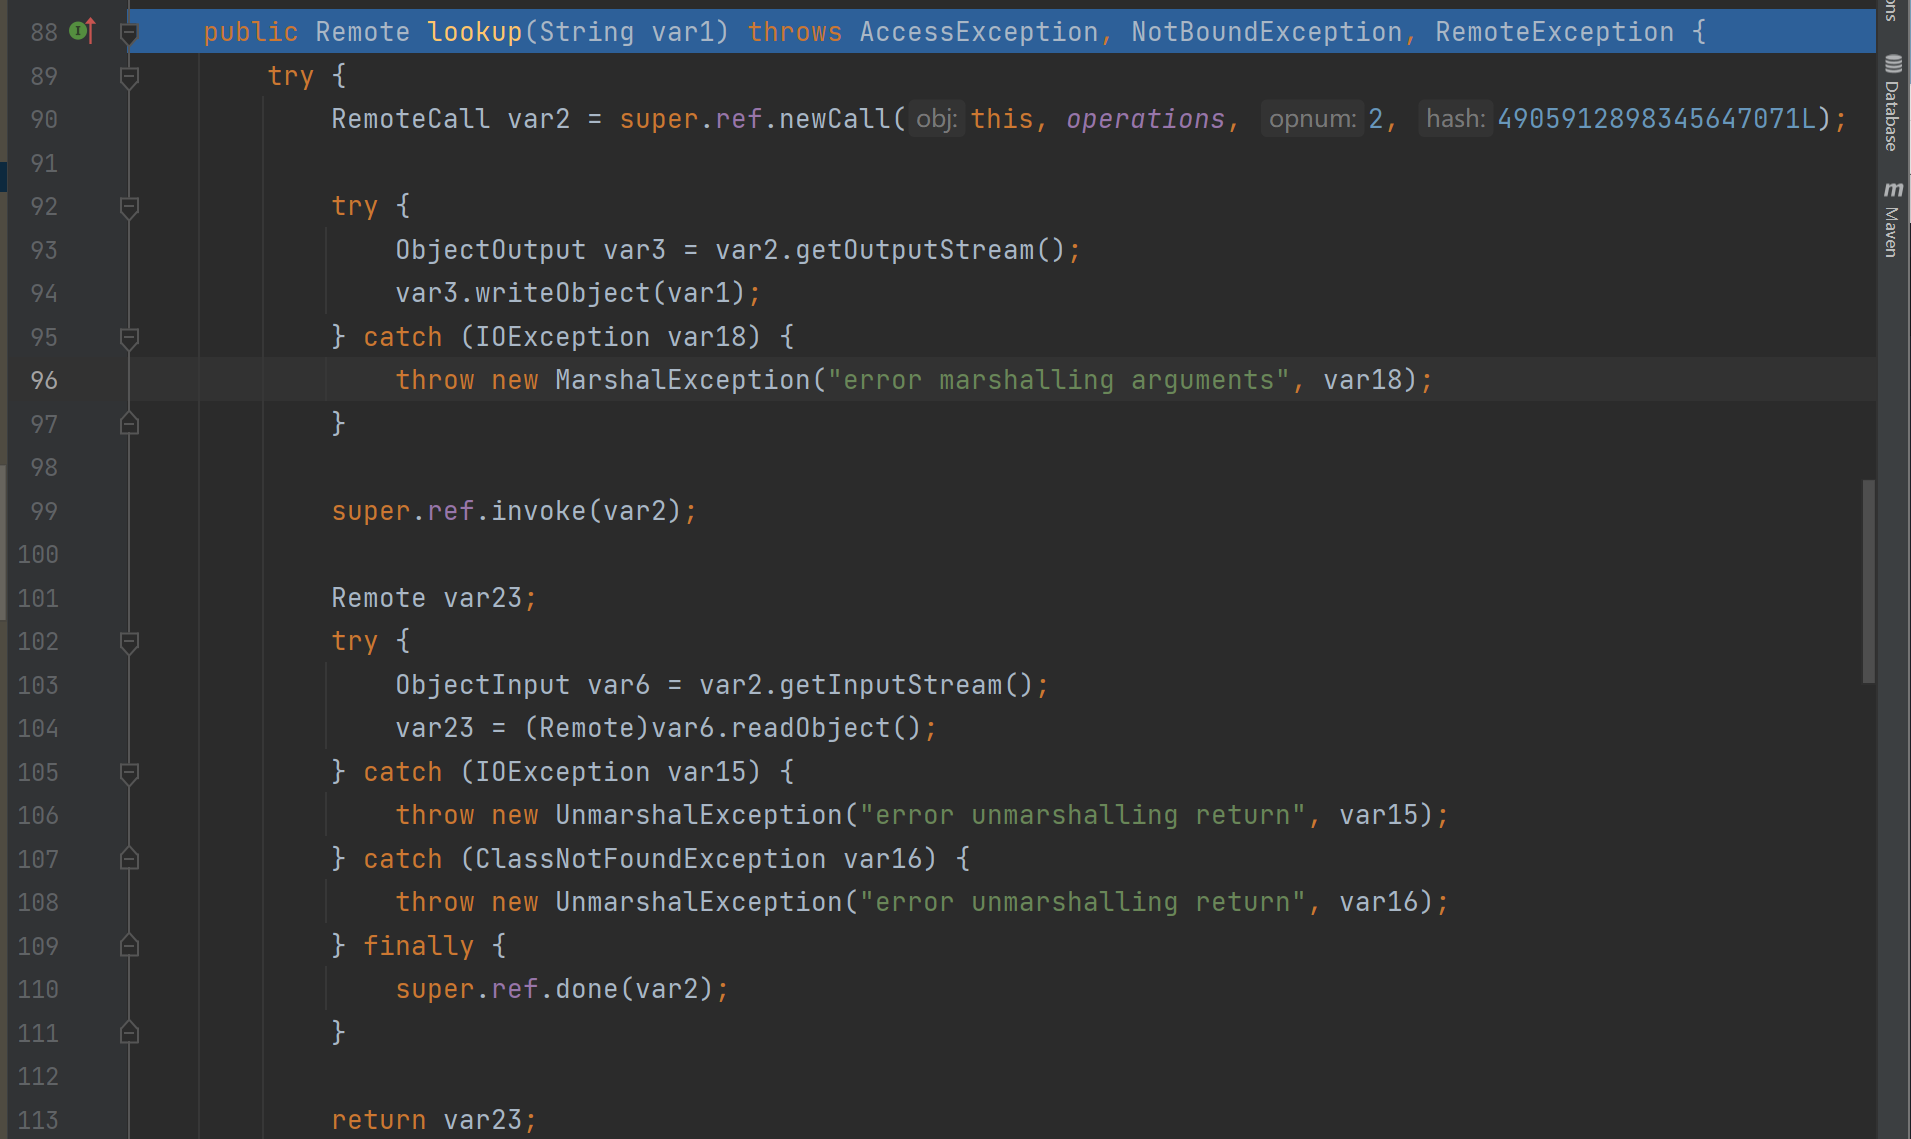 88 public Remote lookup(String var1) throws AccessException, NotBoundException, RemoteException {
89 try {
90 RemoteCall var2 = super.ref.newCall( obj: this, operations, opnum: 2, hash: 4905912898345647071L);
91
92 try {
93 ObjectOutput var3 = var2.getOutputStream();
94 var3.writeObject(var1);
95 } catch (IOException var18) {
96 throw new MarshalException("error marshalling arguments", var18);
97 }
98
99 super.ref.invoke(var2);
100
101 Remote var23;
102 try {
103 ObjectInput var6 = var2.getInputStream();
104 var23 = (Remote)var6.readObject();
105 } catch (IOException var15) {
106 throw new UnmarshalException("error unmarshalling return", var15);
107 } catch (ClassNotFoundException var16) {
108 throw new UnmarshalException("error unmarshalling return", var16);
109 } finally {
110 super.ref.done(var2);
111 }
112
113 return var23;
Database
m Maven